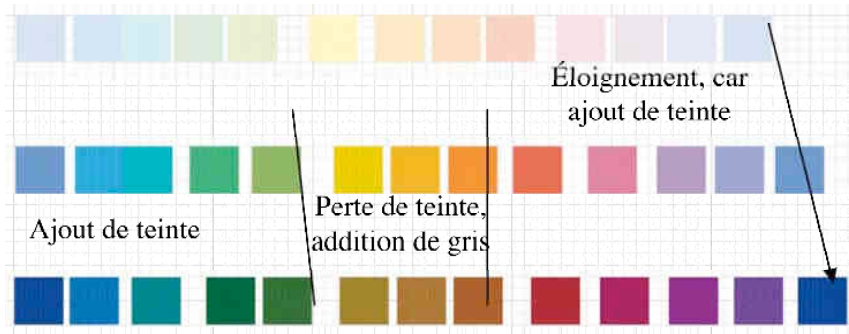 Éloignement, car
ajout de teinte
Ajout de teinte
Perte de teinte,
addition de gris